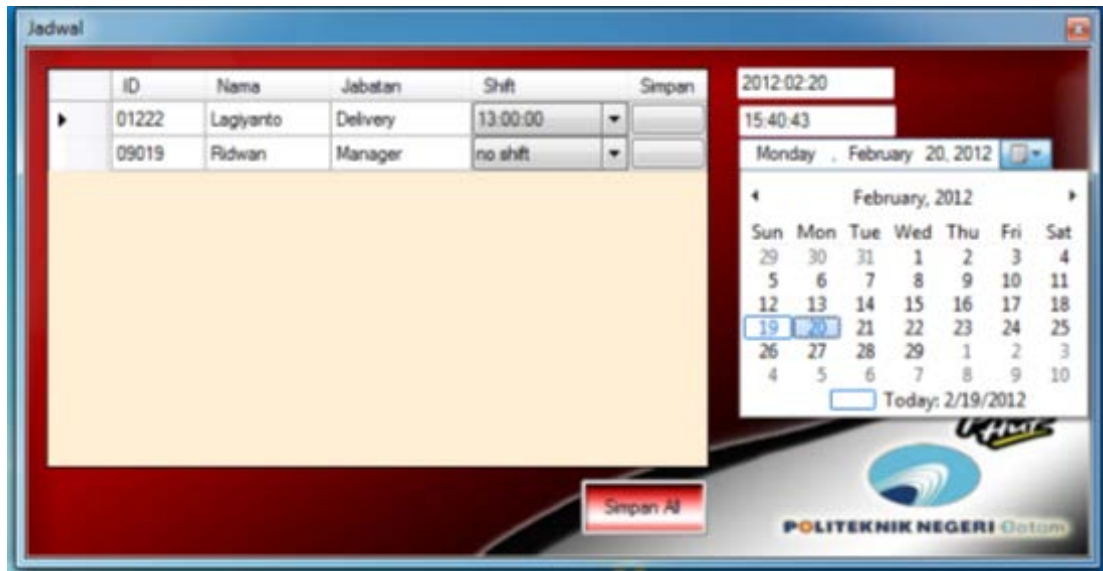 Jadwal
ID Nama Jabatan Shift Simpan
01222 Lagiyanto Delivery 13:00:00
09019 Ridwan Manager no shift
2012:02:20
15:40:43
Monday , February 20, 2012
February, 2012
Sun Mon Tue Wed Thu Fri Sat
29 30 31 1 2 3 4
5 6 7 8 9 10 11
12 13 14 15 16 17 18
19 20 21 22 23 24 25
26 27 28 29 1 2 3
4 5 6 7 8 9 10
Today: 2/19/2012
Simpan All
POLITEKNIK NEGERI Batam